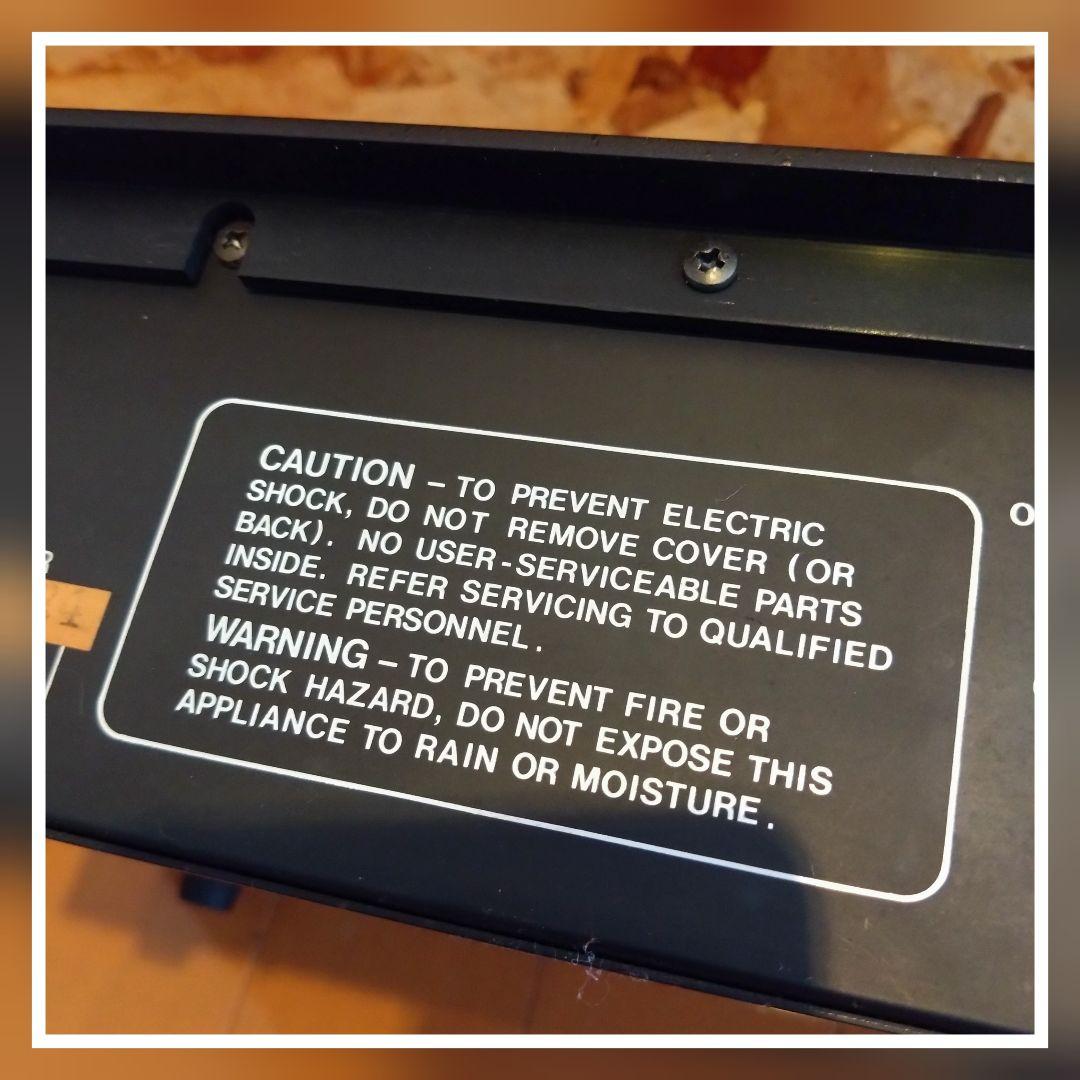 CAUTION – TO PREVENT ELECTRIC
SHOCK, DO NOT REMOVE COVER (OR
BACK). NO USER-SERVICEABLE PARTS
INSIDE. REFER SERVICING TO QUALIFIED
SERVICE PERSONNEL.
WARNING – TO PREVENT FIRE OR
SHOCK HAZARD, DO NOT EXPOSE THIS
APPLIANCE TO RAIN OR MOISTURE.